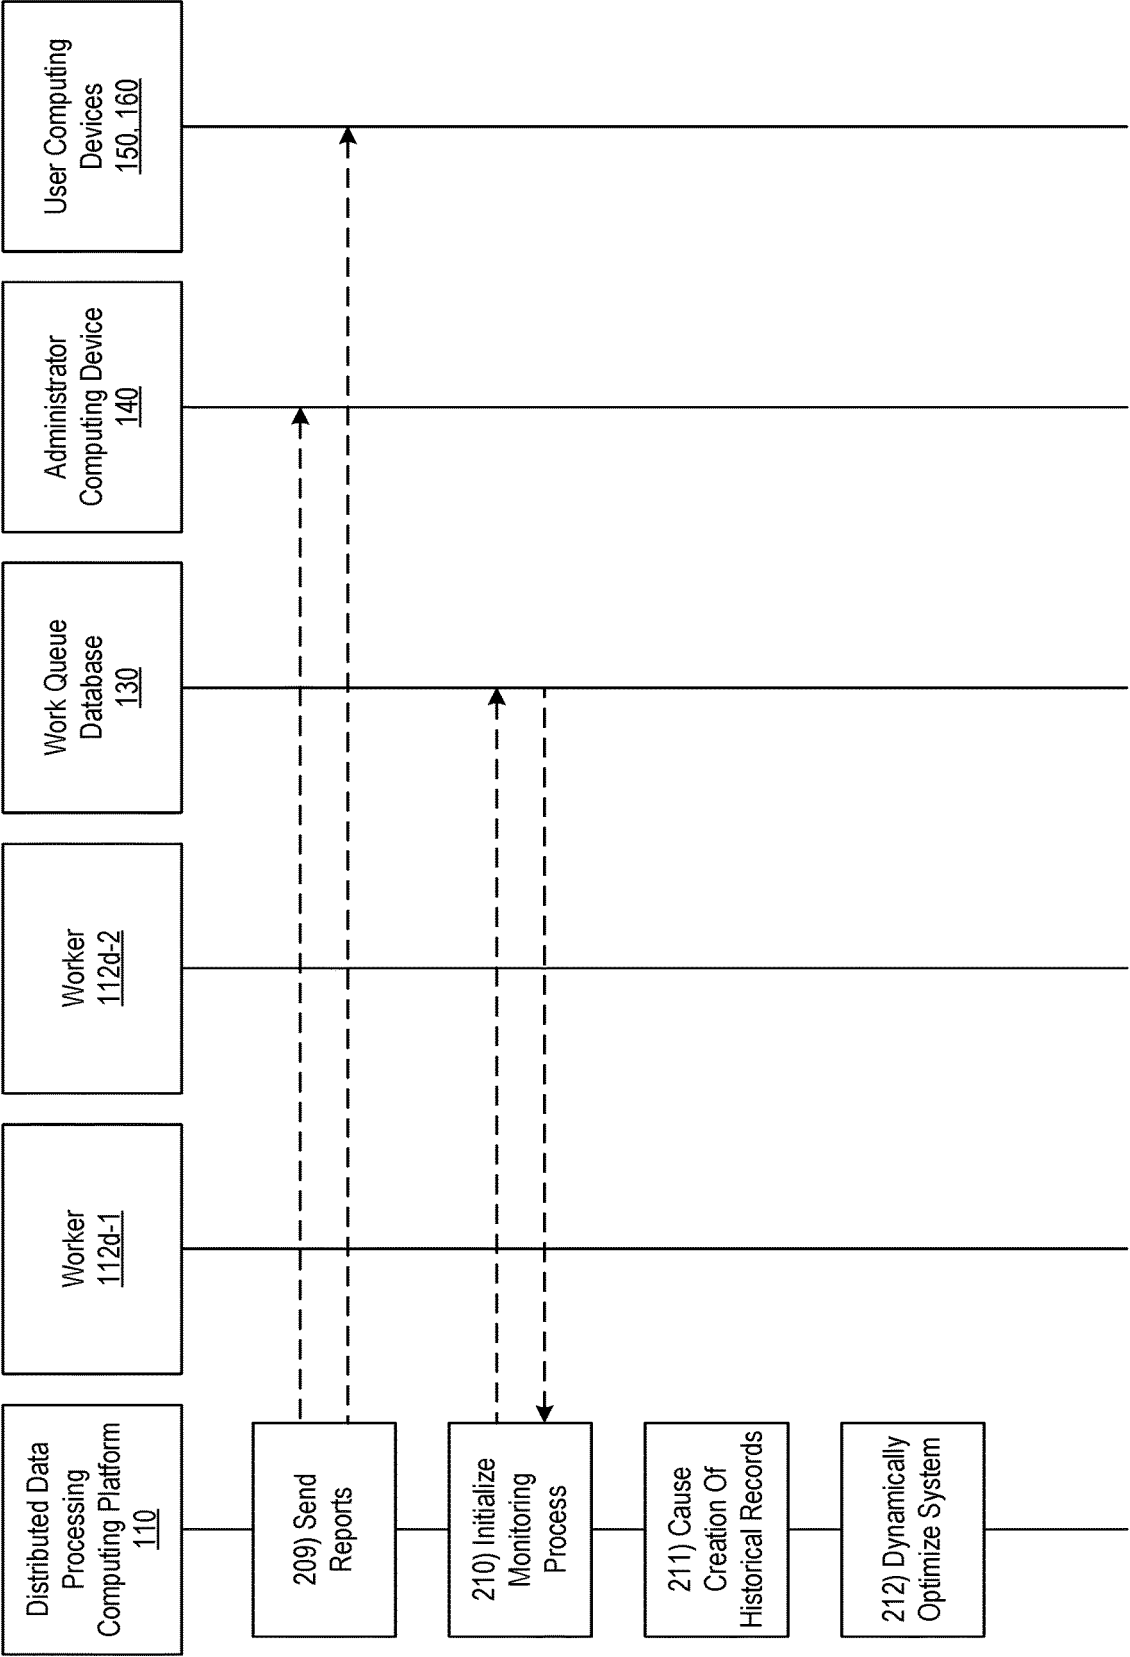 Distributed Data
Processing
Computing Platform
110
Worker
112d-1
Worker
112d-2
Work Queue
Database
130
Administrator
Computing Device
140
User Computing
Devices
150, 160
209) Send
Reports
210) Initialize
Monitoring
Process
211) Cause
Creation Of
Historical Records
212) Dynamically
Optimize System